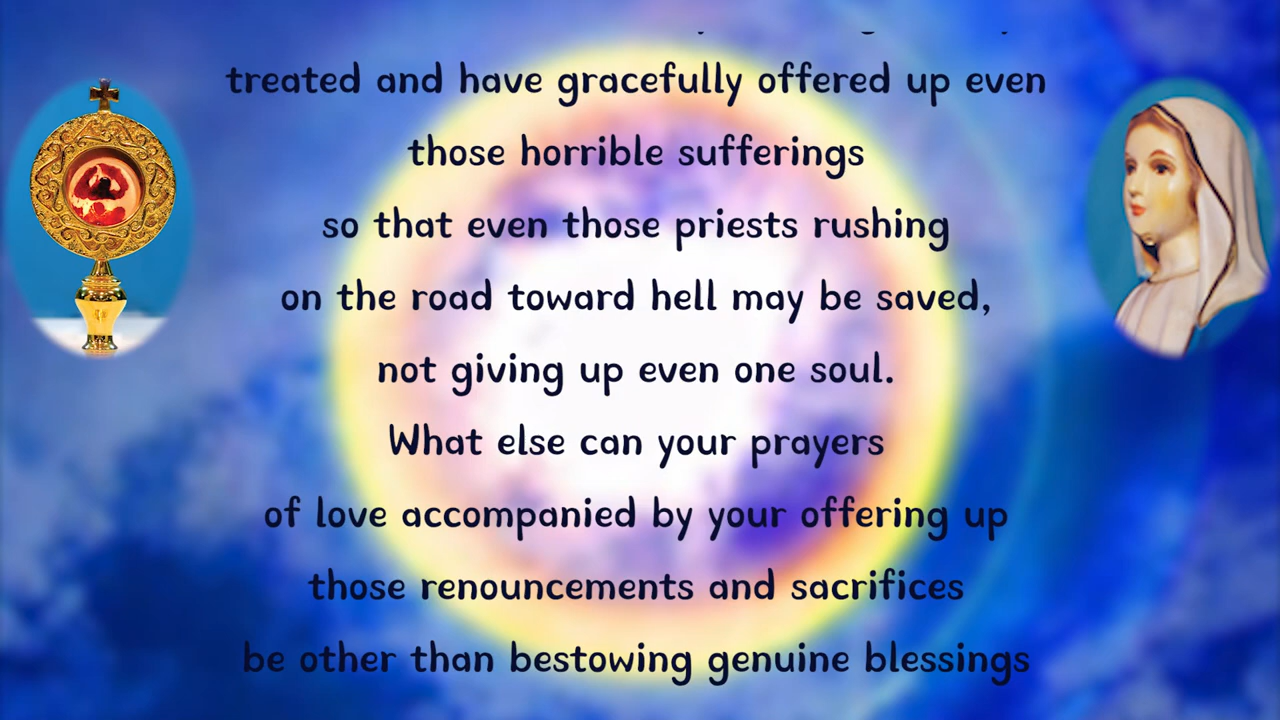 treated and have gracefully offered up even
those horrible sufferings
so that even those priests rushing
on the road toward hell may be saved,
not giving up even one soul.
What else can your prayers
of love accompanied by your offering up
those renouncements and sacrifices
be other than bestowing genuine blessings